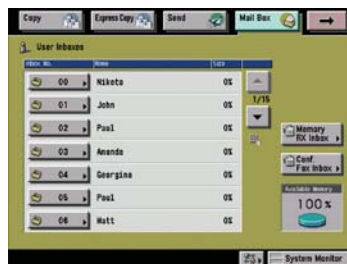 Copy Express Copy Send Mail Box
User Inboxes
Inbox No. Name Size
00 Nikota 0%
01 John 0%
02 Paul 0%
03 Ananda 0%
04 Georgina 0%
05 Paul 0%
06 Matt 0%
1/15
Memory
RX Inbox
Conf.
Fax Inbox
Available Memory
100%
System Monitor